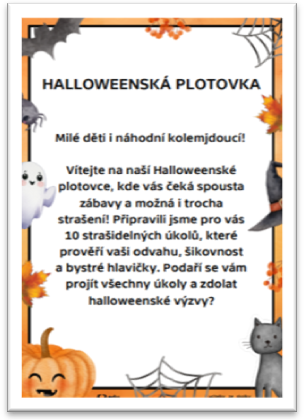 HALLOWEENSKÁ PLOTOVKA
Milé děti i náhodní kolemjdoucí!
Vítejte na naší Halloweenské
plotovce, kde vás čeká spousta
zábavy a možná i trocha
strašení! Připravili jsme pro vás
10 strašidelných úkolů, které
prověří vaši odvahu, šikovnost
a bystré hlavičky. Podaří se vám
projít všechny úkoly a zdolat
halloweenské výzvy?